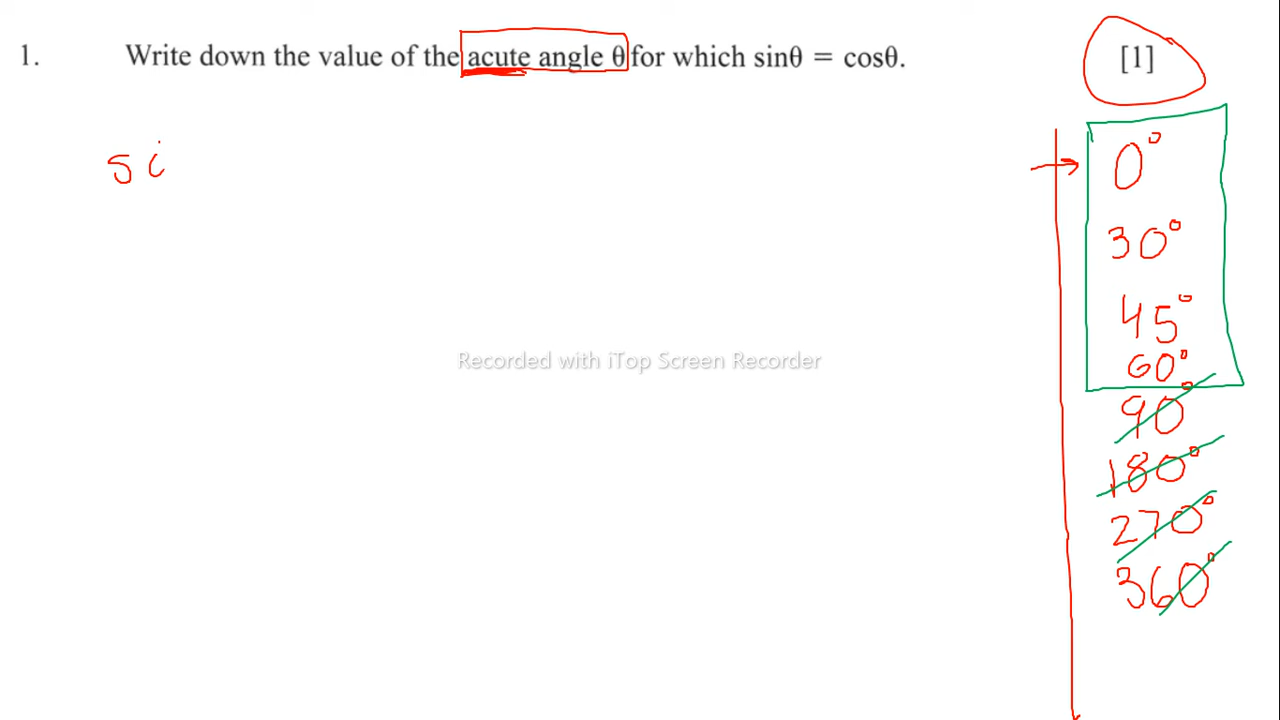 1. Write down the value of the acute angle θ for which sinθ = cosθ. [1]
si
0°
30°
45°
60°
90°
180°
270°
360°
Recorded with iTop Screen Recorder